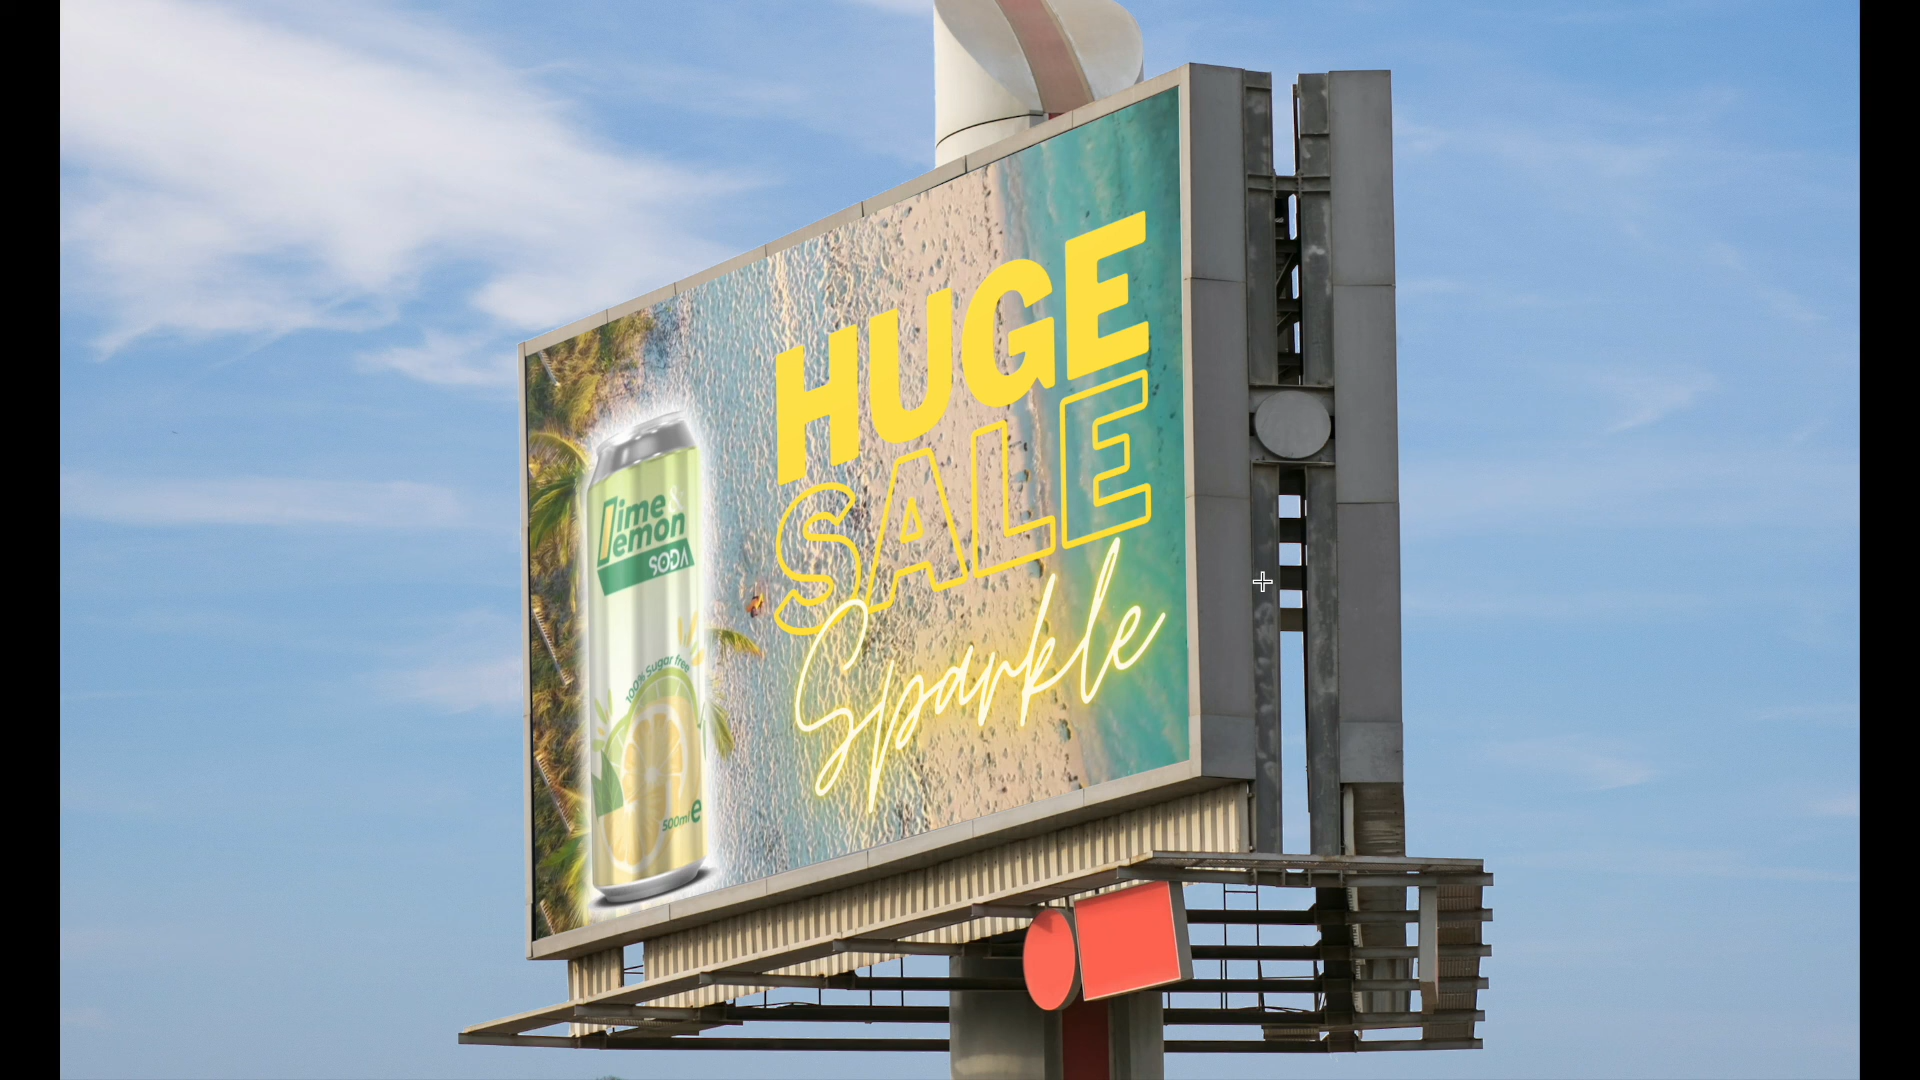 HUGE
SALE
Sparkle
Lime &
Lemon
SODA
100% Sugar free
500ml e